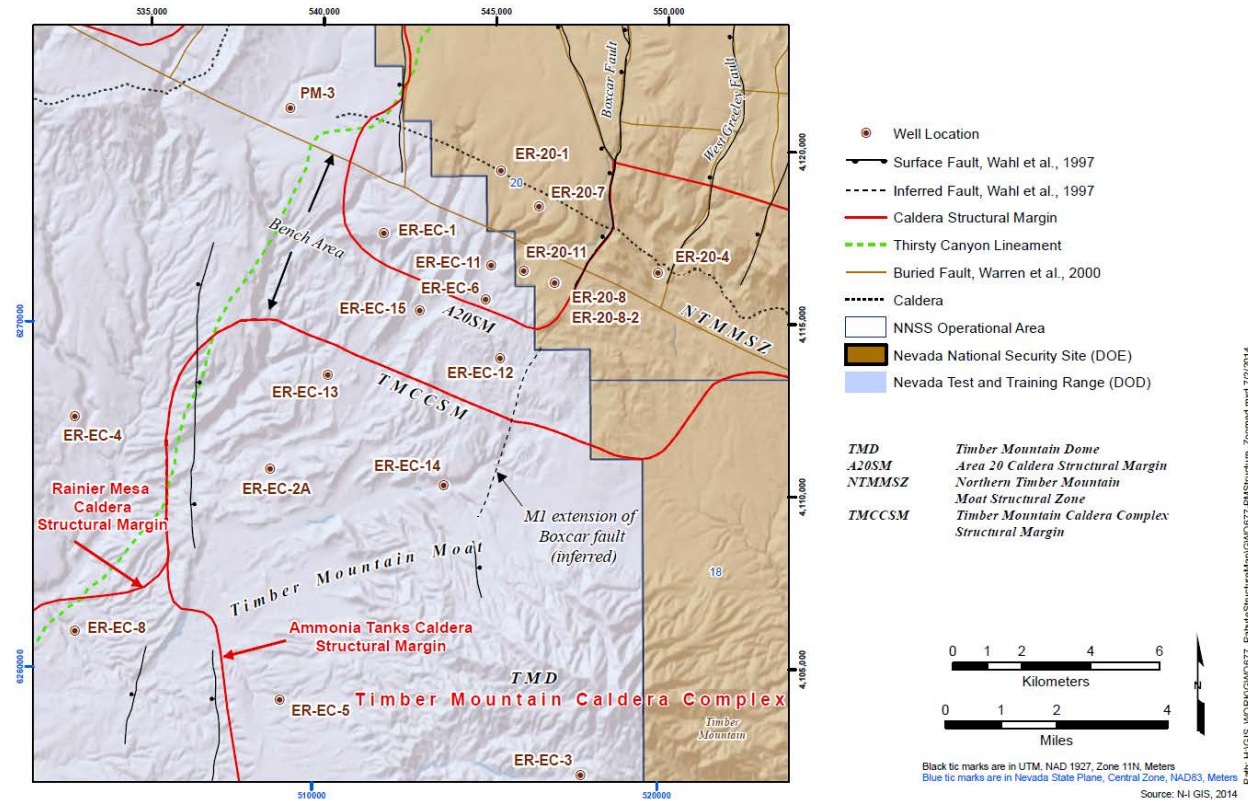 535,000
540,000
545,000
550,000
PM-3
Boxcar Fault
West Greeley Fault
4,120,000
ER-20-1
20
ER-20-7
Bench Area
ER-EC-1
ER-EC-11
ER-20-11
ER-20-4
ER-EC-6
ER-20-8
ER-20-8-2
ER-EC-15
A20SM
NTMMSZ
6270000
4,115,000
ER-EC-12
ER-EC-13
TMCCSM
ER-EC-4
ER-EC-2A
ER-EC-14
4,110,000
Rainier Mesa
Caldera
Structural Margin
M1 extension of
Boxcar fault
(inferred)
Timber Mountain Moat
18
ER-EC-8
Ammonia Tanks Caldera
Structural Margin
6260000
4,105,000
TMD
Timber Mountain Caldera Complex
ER-EC-5
Timber
Mountain
ER-EC-3
510000
520000
Well Location
Surface Fault, Wahl et al., 1997
Inferred Fault, Wahl et al., 1997
Caldera Structural Margin
Thirsty Canyon Lineament
Buried Fault, Warren et al., 2000
Caldera
NNSS Operational Area
Nevada National Security Site (DOE)
Nevada Test and Training Range (DOD)
TMD Timber Mountain Dome
A20SM Area 20 Caldera Structural Margin
NTMMSZ Northern Timber Mountain
Moat Structural Zone
TMCCSM Timber Mountain Caldera Complex
Structural Margin
0 1 2 4 6
Kilometers
0 1 2 4
Miles
N
Black tic marks are in UTM, NAD 1927, Zone 11N, Meters
Blue tic marks are in Nevada State Plane, Central Zone, NAD83, Meters
Source: N-I GIS, 2014